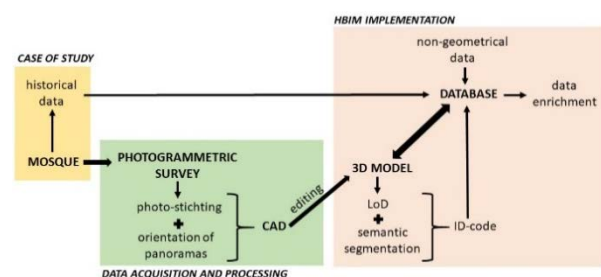 HBIM IMPLEMENTATION
CASE OF STUDY
non-geometrical
data
historical
data
DATABASE
data
enrichment
MOSQUE
PHOTOGRAMMETRIC
SURVEY
3D MODEL
photo-stichting
+
orientation of
panoramas
CAD
editing
LoD
+
semantic
segmentation
ID-code
DATA ACQUISITION AND PROCESSING